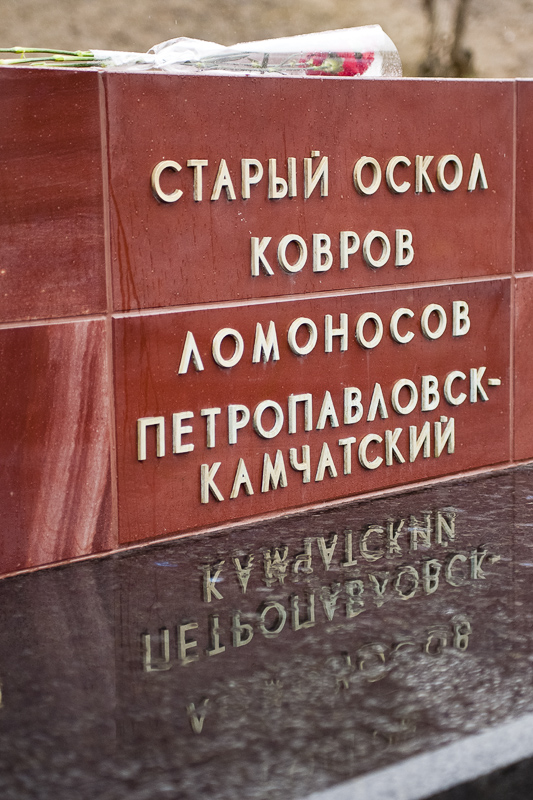 СТАРЫЙ ОСКОЛ
КОВРОВ
ЛОМОНОСОВ
ПЕТРОПАВЛОВСК-
КАМЧАТСКИЙ